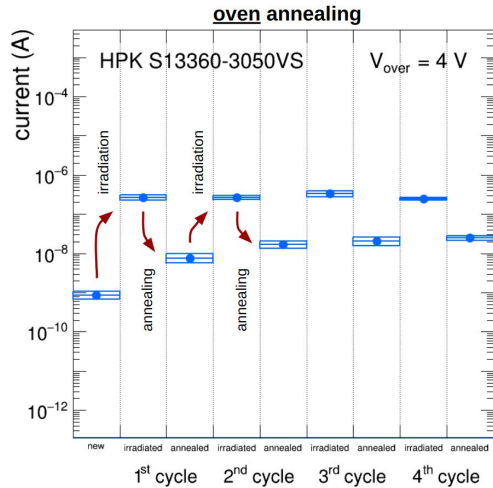 oven annealing
current (A)
HPK S13360-3050VS
V_over = 4 V
10^-4
10^-6
10^-8
10^-10
10^-12
irradiation
annealing
irradiation
annealing
new irradiated annealed irradiated annealed irradiated annealed irradiated annealed
1st cycle 2nd cycle 3rd cycle 4th cycle